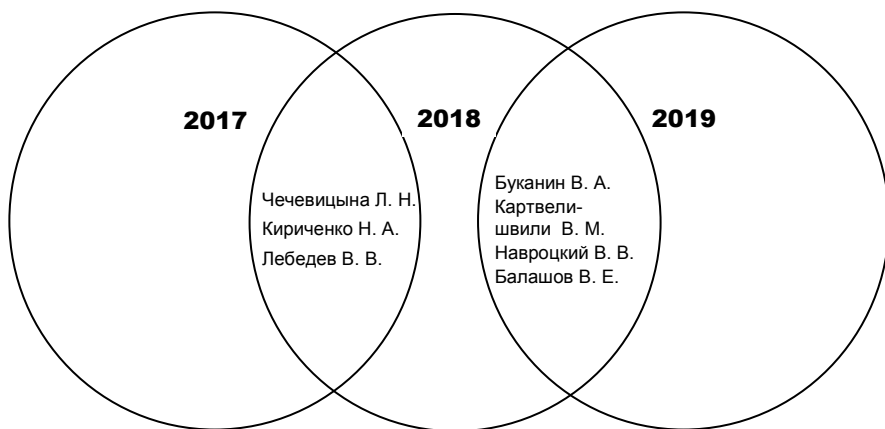 2017
2018
2019
Чечевицына Л. Н.
Кириченко Н. А.
Лебедев В. В.
Буканин В. А.
Картвели-
швили В. М.
Навроцкий В. В.
Балашов В. Е.